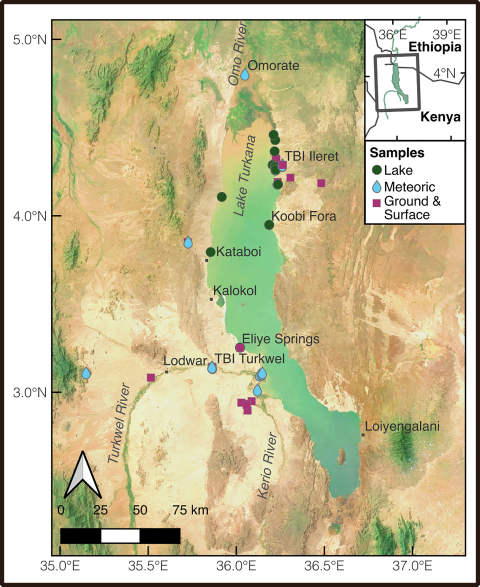 5.0°N
4.0°N
3.0°N
Omo River
Omorate
Lake Turkana
TBI Ileret
Koobi Fora
Kataboi
Kalokol
Eliye Springs
Lodwar
TBI Turkwel
Turkwel River
Kerio River
Loiyengalani
36°E 39°E
Ethiopia
4°N
Kenya
Samples
Lake
Meteoric
Ground &
Surface
0 25 50 75 km
35.0°E 35.5°E 36.0°E 36.5°E 37.0°E